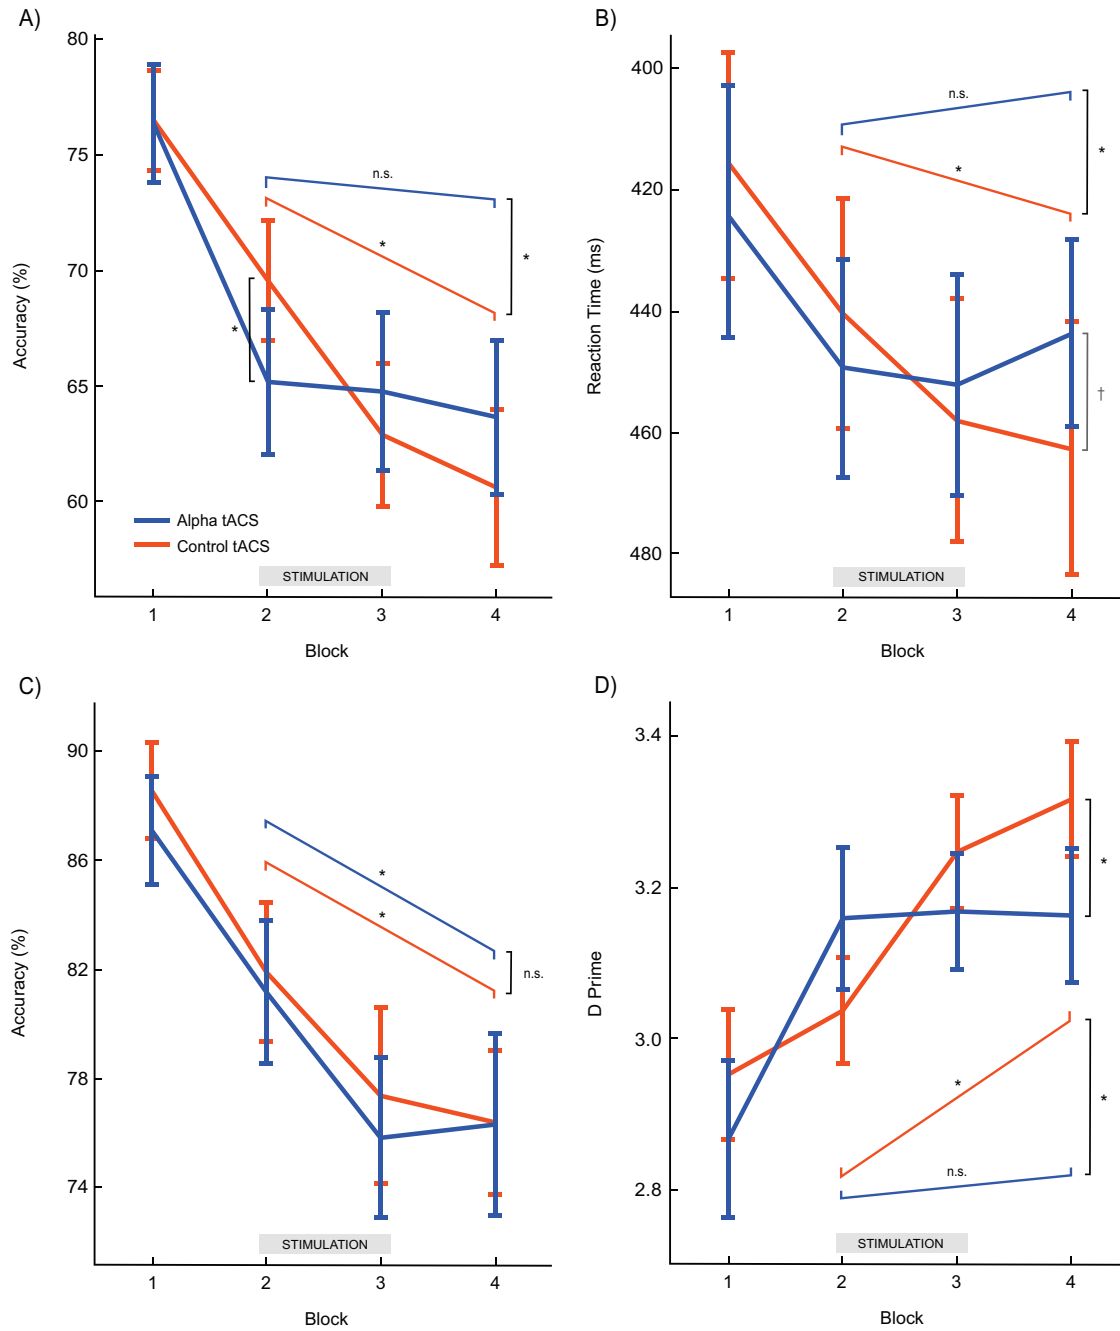 A)
80
75
70
65
60
Accuracy (%)
n.s.
*
*
*
Alpha tACS
Control tACS
STIMULATION
1
2
3
4
Block
B)
400
420
440
460
480
Reaction Time (ms)
n.s.
*
*
†
STIMULATION
1
2
3
4
Block
C)
90
86
82
78
74
Accuracy (%)
*
*
n.s.
STIMULATION
1
2
3
4
Block
D)
3.4
3.2
3.0
2.8
D Prime
*
*
n.s.
*
STIMULATION
1
2
3
4
Block